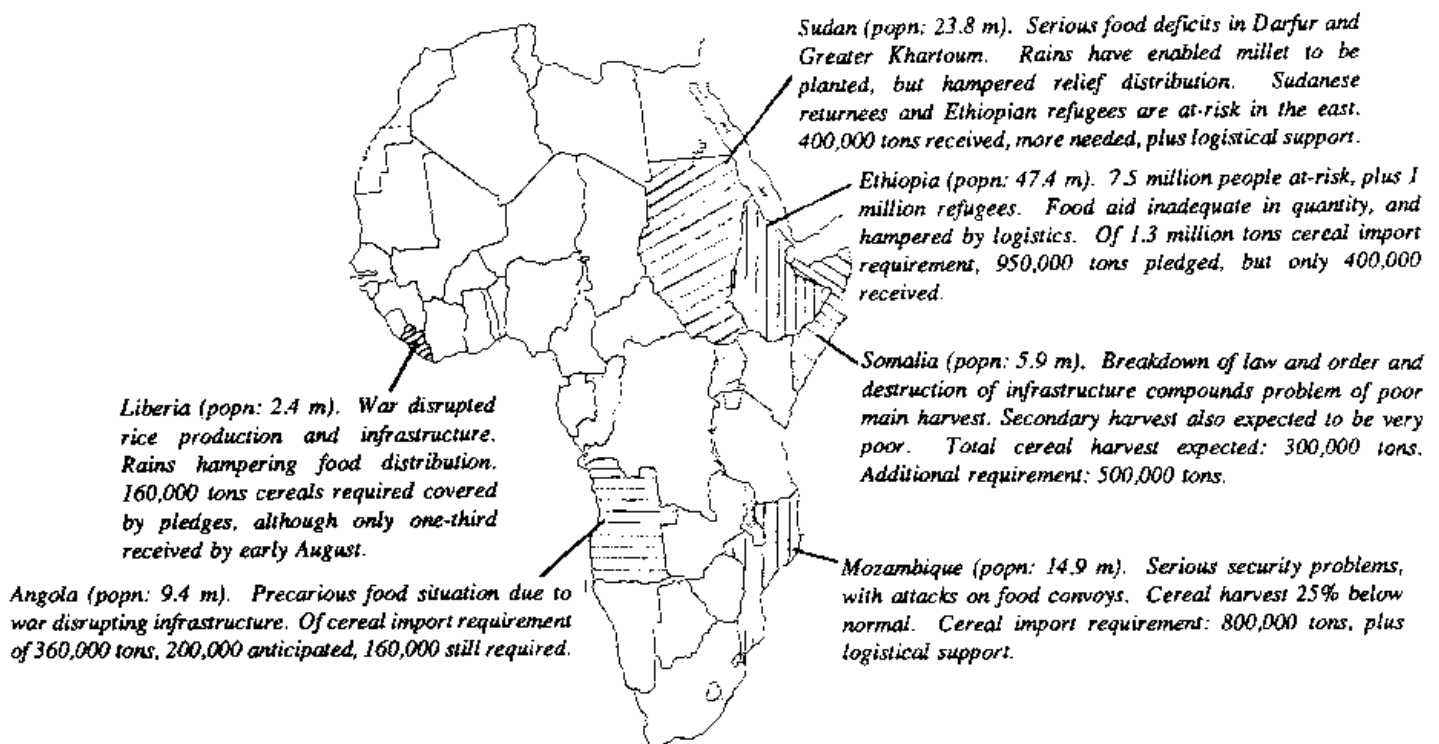 Sudan (popn: 23.8 m). Serious food deficits in Darfur and
Greater Khartoum. Rains have enabled millet to be
planted, but hampered relief distribution. Sudanese
returnees and Ethiopian refugees are at-risk in the east.
400,000 tons received, more needed, plus logistical support.
Ethiopia (popn: 47.4 m). 7.5 million people at-risk, plus 1
million refugees. Food aid inadequate in quantity, and
hampered by logistics. Of 1.3 million tons cereal import
requirement, 950,000 tons pledged, but only 400,000
received.
Somalia (popn: 5.9 m). Breakdown of law and order and
destruction of infrastructure compounds problem of poor
main harvest. Secondary harvest also expected to be very
poor. Total cereal harvest expected: 300,000 tons.
Additional requirement: 500,000 tons.
Liberia (popn: 2.4 m). War disrupted
rice production and infrastructure.
Rains hampering food distribution.
160,000 tons cereals required covered
by pledges, although only one-third
received by early August.
Angola (popn: 9.4 m). Precarious food situation due to
war disrupting infrastructure. Of cereal import requirement
of 360,000 tons, 200,000 anticipated, 160,000 still required.
Mozambique (popn: 14.9 m). Serious security problems,
with attacks on food convoys. Cereal harvest 25% below
normal. Cereal import requirement: 800,000 tons, plus
logistical support.